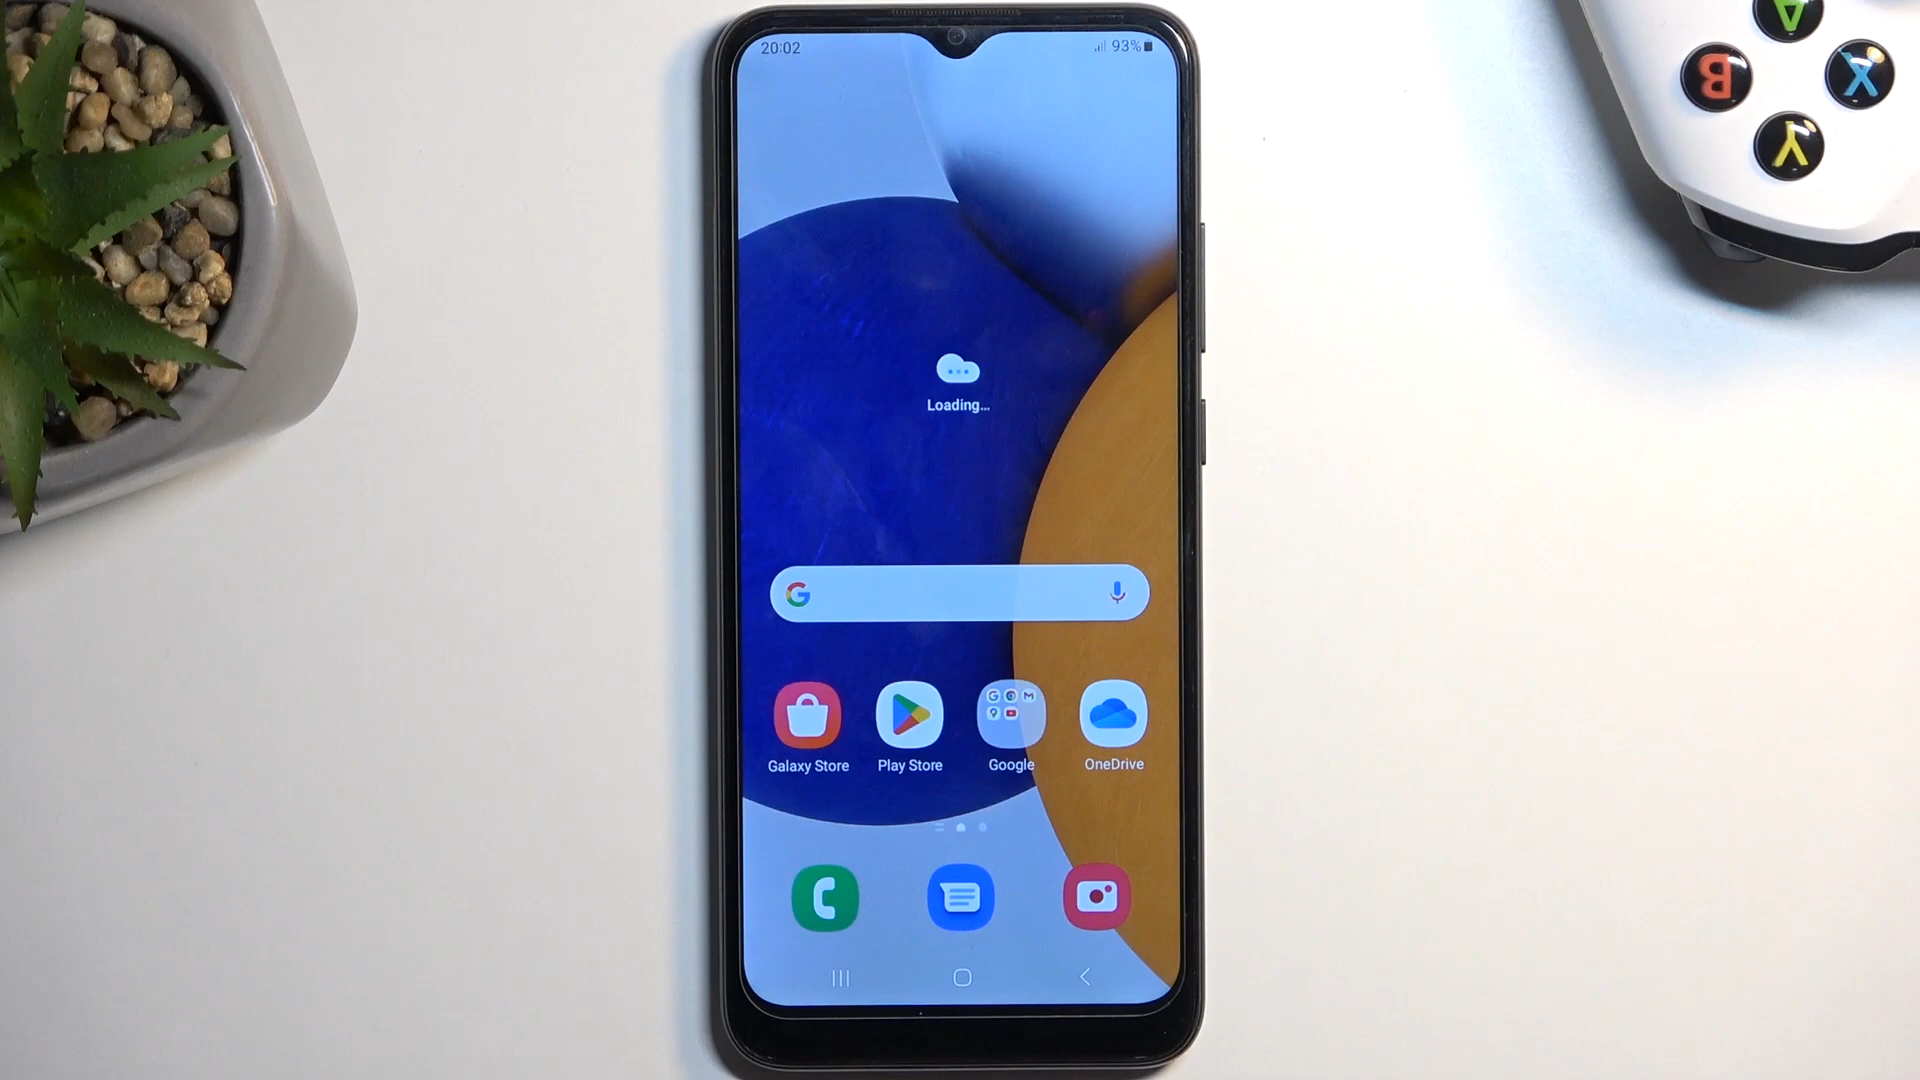 20:02 93%
Loading...
G
Galaxy Store Play Store Google OneDrive
A
B X
Y